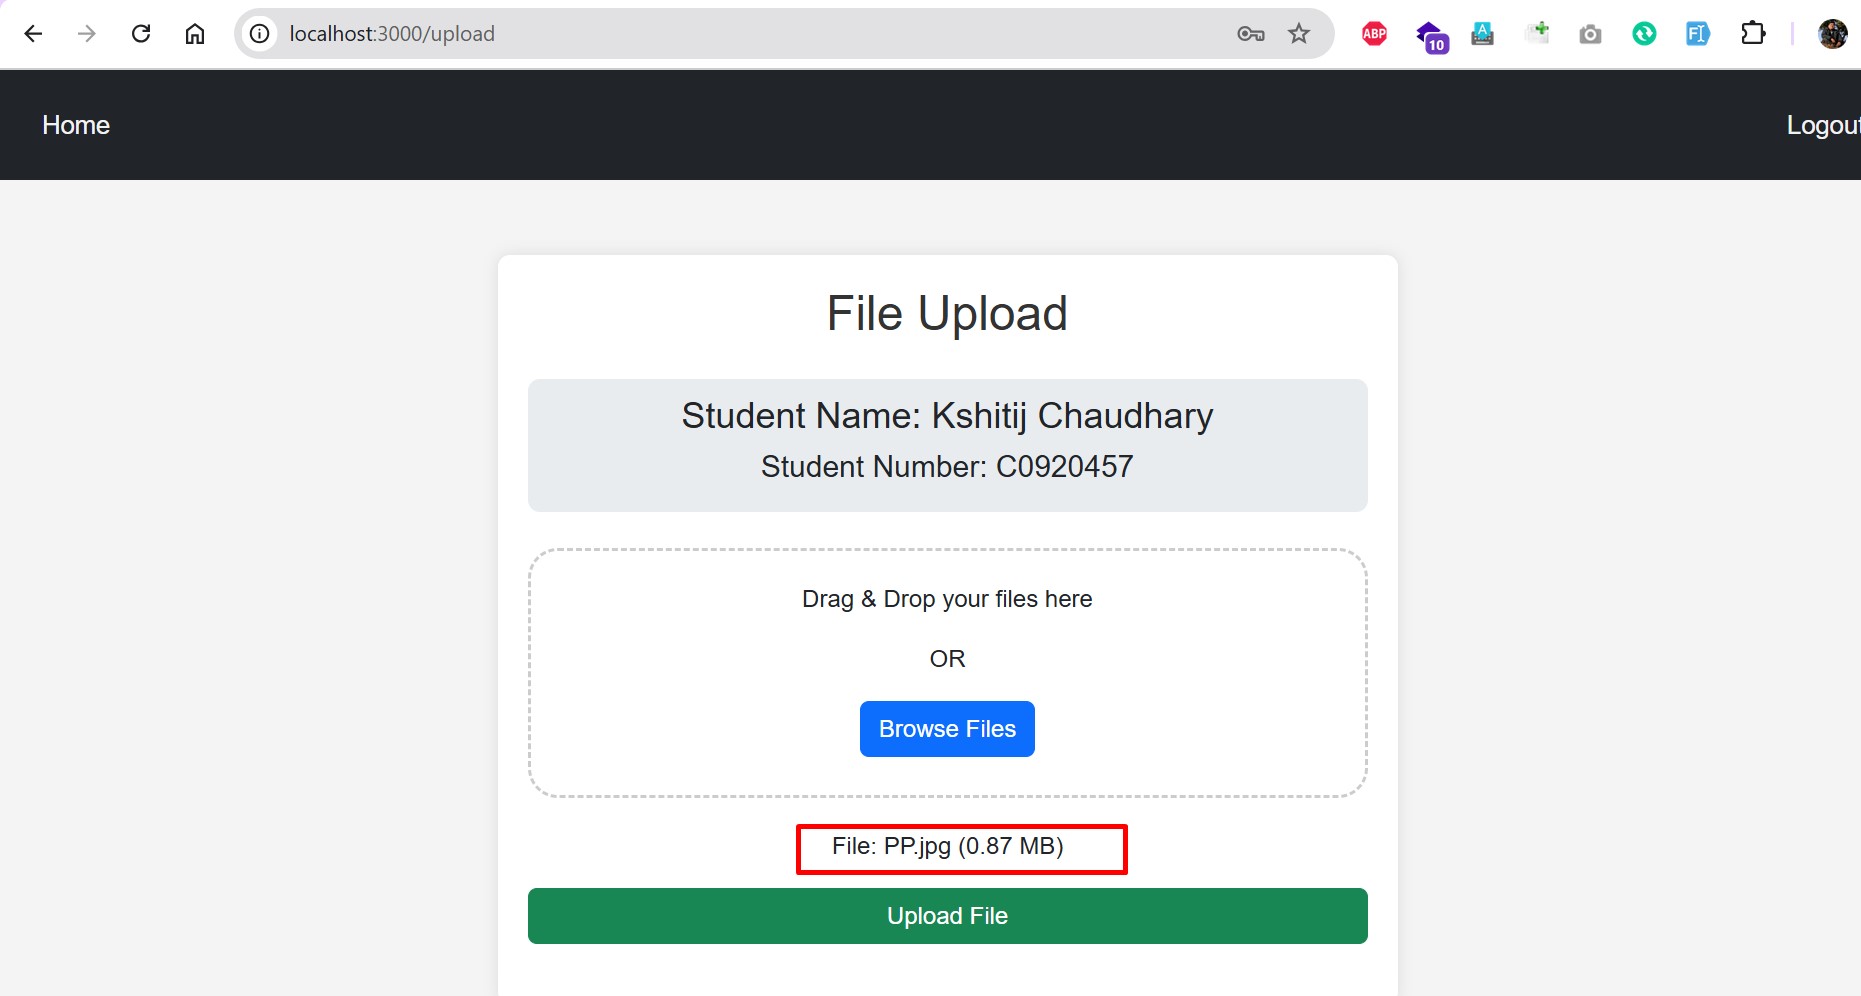 localhost:3000/upload
ABP
10
A
FI
Home
Logout
File Upload
Student Name: Kshitij Chaudhary
Student Number: C0920457
Drag & Drop your files here
OR
Browse Files
File: PP.jpg (0.87 MB)
Upload File